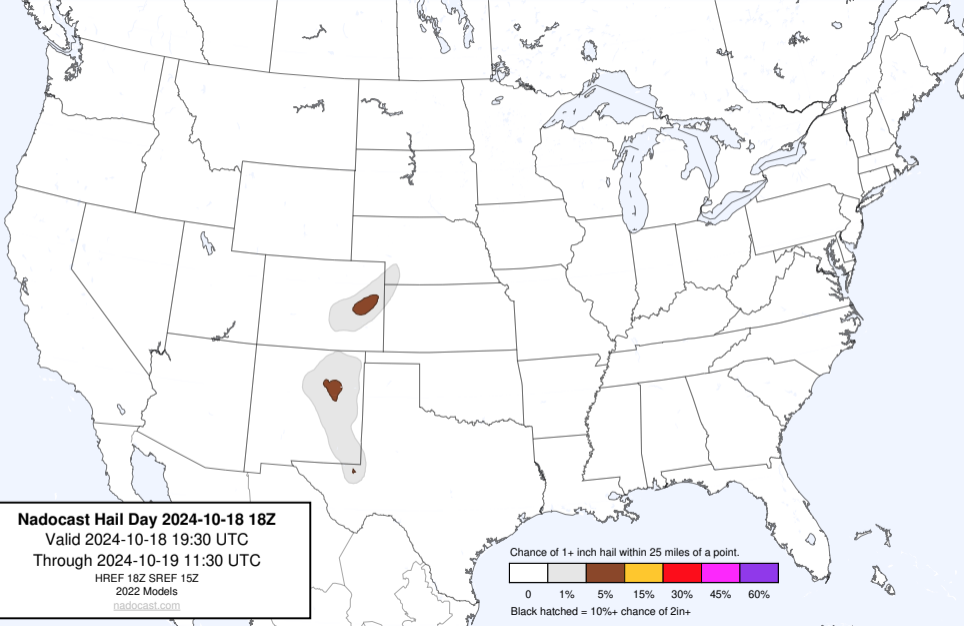 Nadocast Hail Day 2024-10-18 18Z
Valid 2024-10-18 19:30 UTC
Through 2024-10-19 11:30 UTC
HREF 18Z SREF 15Z
2022 Models
nadocast.com
Chance of 1+ inch hail within 25 miles of a point.
0 1% 5% 15% 30% 45% 60%
Black hatched = 10%+ chance of 2in+